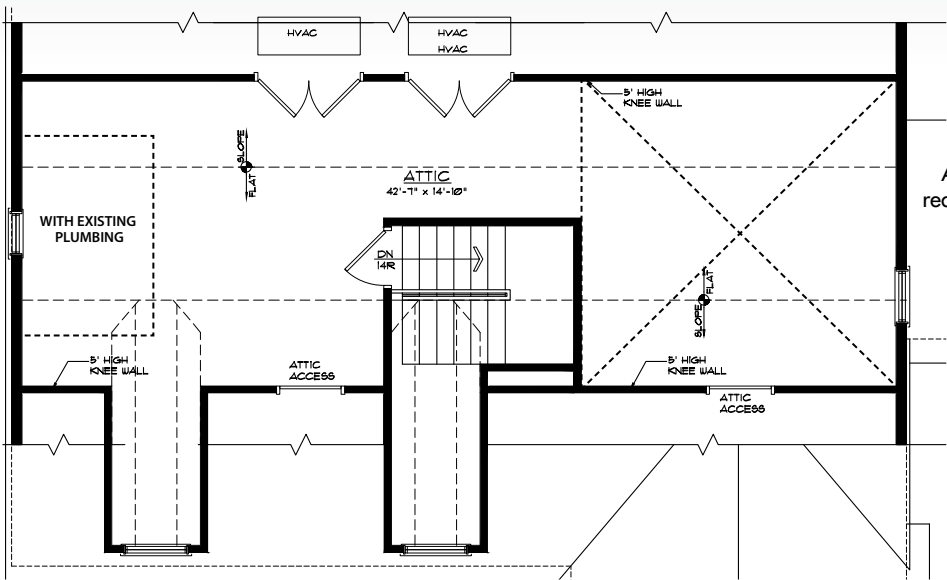 HVAC
HVAC
HVAC
5' HIGH
KNEE WALL
SLOPE
FLAT
ATTIC
42'-7" x 14'-10"
WITH EXISTING
PLUMBING
DN
14R
FLAT
SLOPE
5' HIGH
KNEE WALL
ATTIC
ACCESS
5' HIGH
KNEE WALL
ATTIC
ACCESS